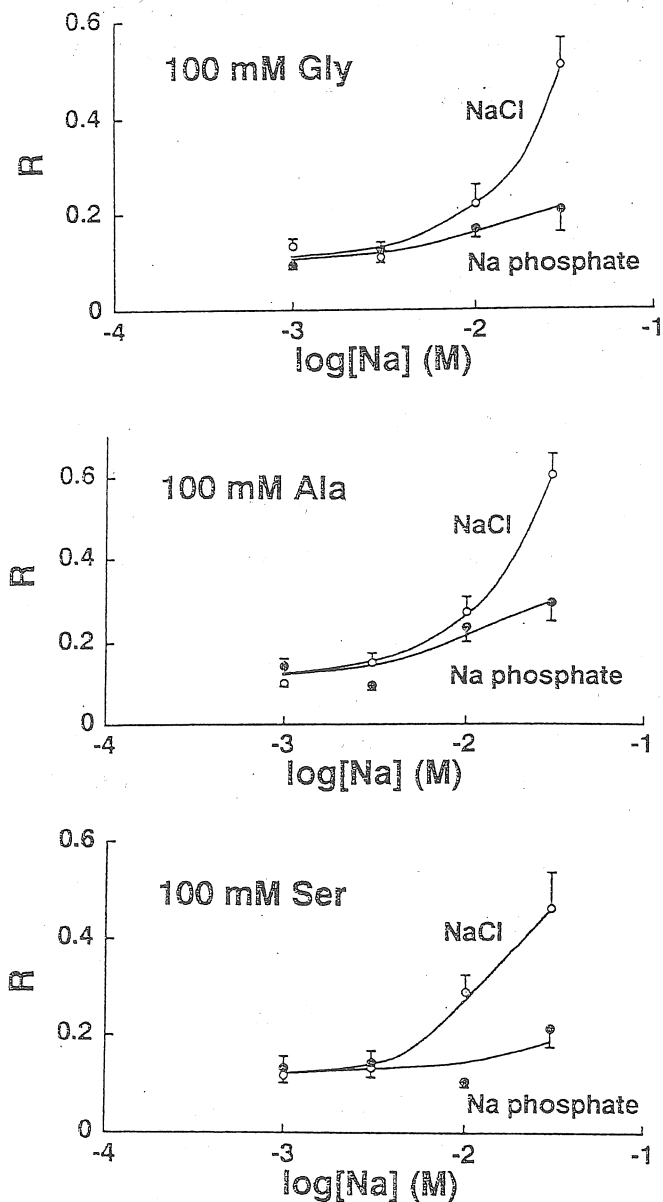 0.6
100 mM Gly
NaCl
0.4
R
0.2
Na phosphate
0
-4 -3 -2 -1
log[Na] (M)
0.6
100 mM Ala
NaCl
0.4
R
0.2
Na phosphate
0
-4 -3 -2 -1
log[Na] (M)
0.6
100 mM Ser
NaCl
0.4
R
0.2
Na phosphate
0
-4 -3 -2 -1
log[Na] (M)